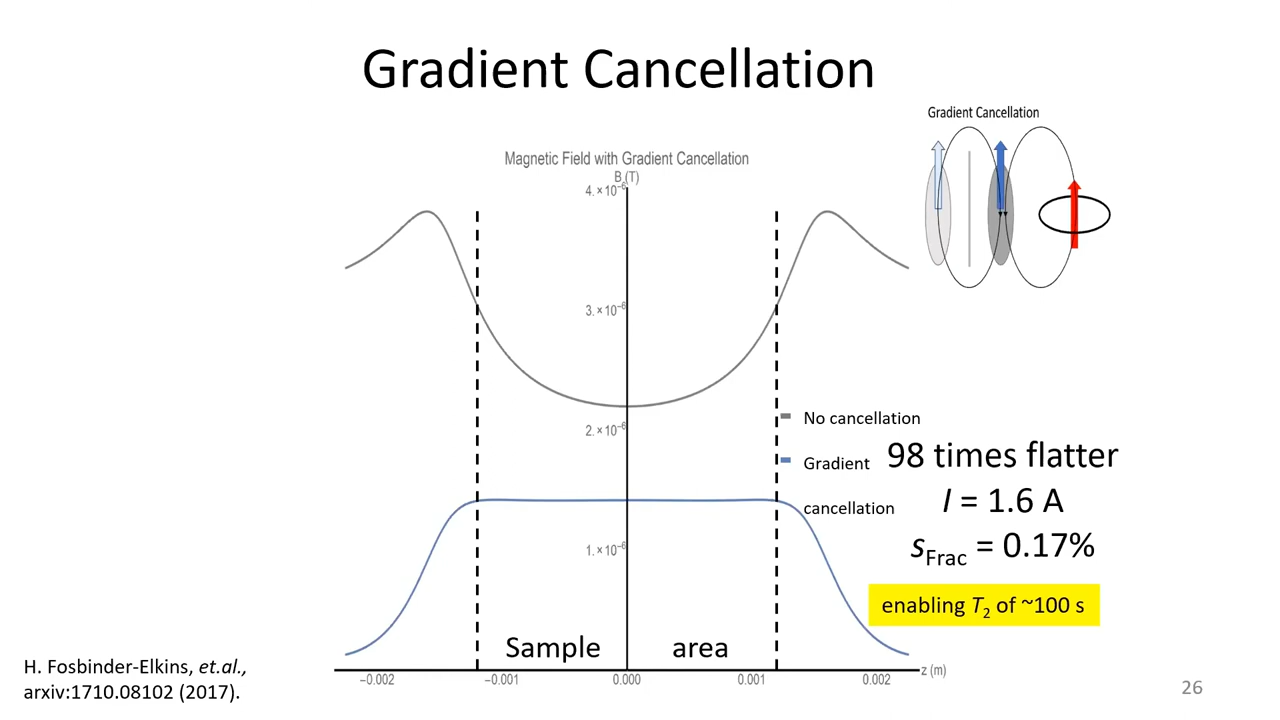 Gradient Cancellation
Gradient Cancellation
Magnetic Field with Gradient Cancellation
B (T)
4. × 10⁻⁶
3. × 10⁻⁶
2. × 10⁻⁶
1. × 10⁻⁶
No cancellation
Gradient
cancellation
98 times flatter
I = 1.6 A
sFrac = 0.17%
enabling T₂ of ~100 s
Sample area
z (m)
−0.002 −0.001 0.000 0.001 0.002
H. Fosbinder-Elkins, et.al.,
arxiv:1710.08102 (2017).
26